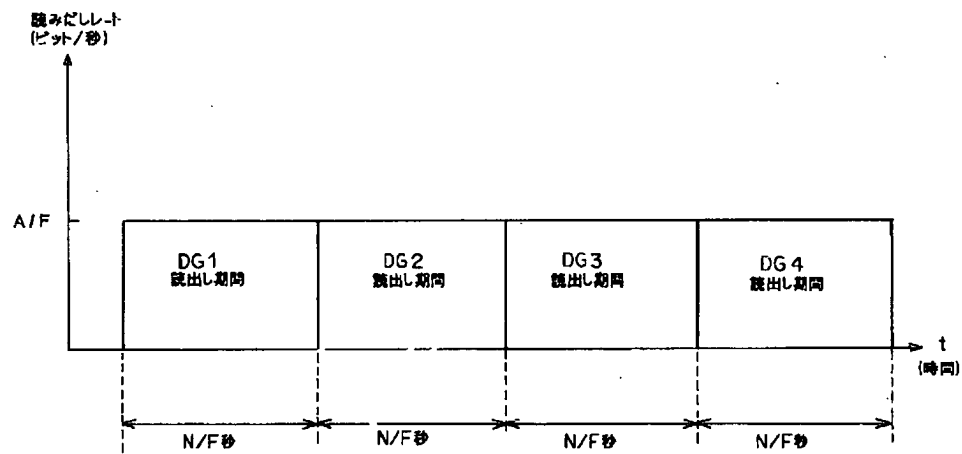 読みだしレート
(ビット/秒)
A/F
DG1
読出し期間
DG2
読出し期間
DG3
読出し期間
DG4
読出し期間
t
(時間)
N/F秒
N/F秒
N/F秒
N/F秒